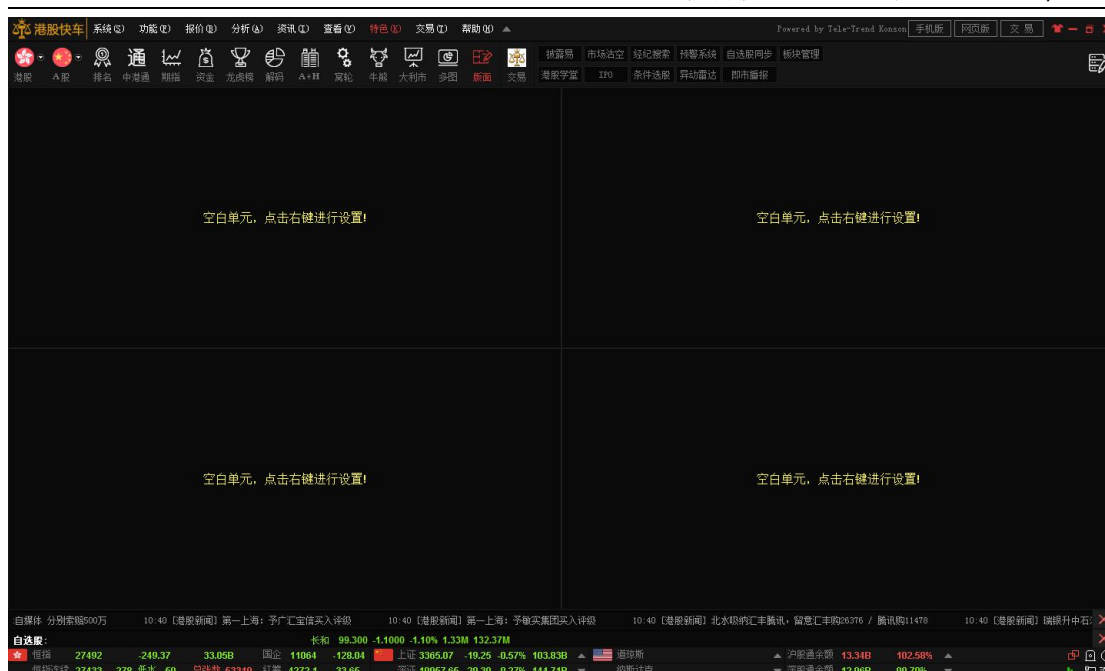 港股快车 系统(S) 功能(F) 报价(B) 分析(A) 资讯(I) 查看(V) 特色(K) 交易(T) 帮助(H) Powered by Tele-Trend Konson 手机版 网页版 交易
港股 A股 排名 中港通 期指 资金 龙虎榜 解码 A+H 窝轮 牛熊 大利市 多图 版面 交易
披露易 市场沽空 经纪搜索 预警系统 自选股同步 板块管理
港股学堂 IPO 条件选股 异动雷达 即市播报
空白单元，点击右键进行设置!
空白单元，点击右键进行设置!
空白单元，点击右键进行设置!
空白单元，点击右键进行设置!
自媒体 分别索赔500万 10:40 [港股新闻] 第一上海：予广汇宝信买入评级 10:40 [港股新闻] 第一上海：予敏实集团买入评级 10:40 [港股新闻] 北水吸纳汇丰腾讯，留意汇丰购26376 / 腾讯购11478 10:40 [港股新闻] 瑞银升中石
自选股: 长和 99.300 -1.1000 -1.10% 1.33M 132.37M
恒指 27492 -249.37 33.05B 国企 11064 -128.04 上证 3365.07 -19.25 -0.57% 103.83B 道琼斯 沪股通余额 13.34B 102.58%